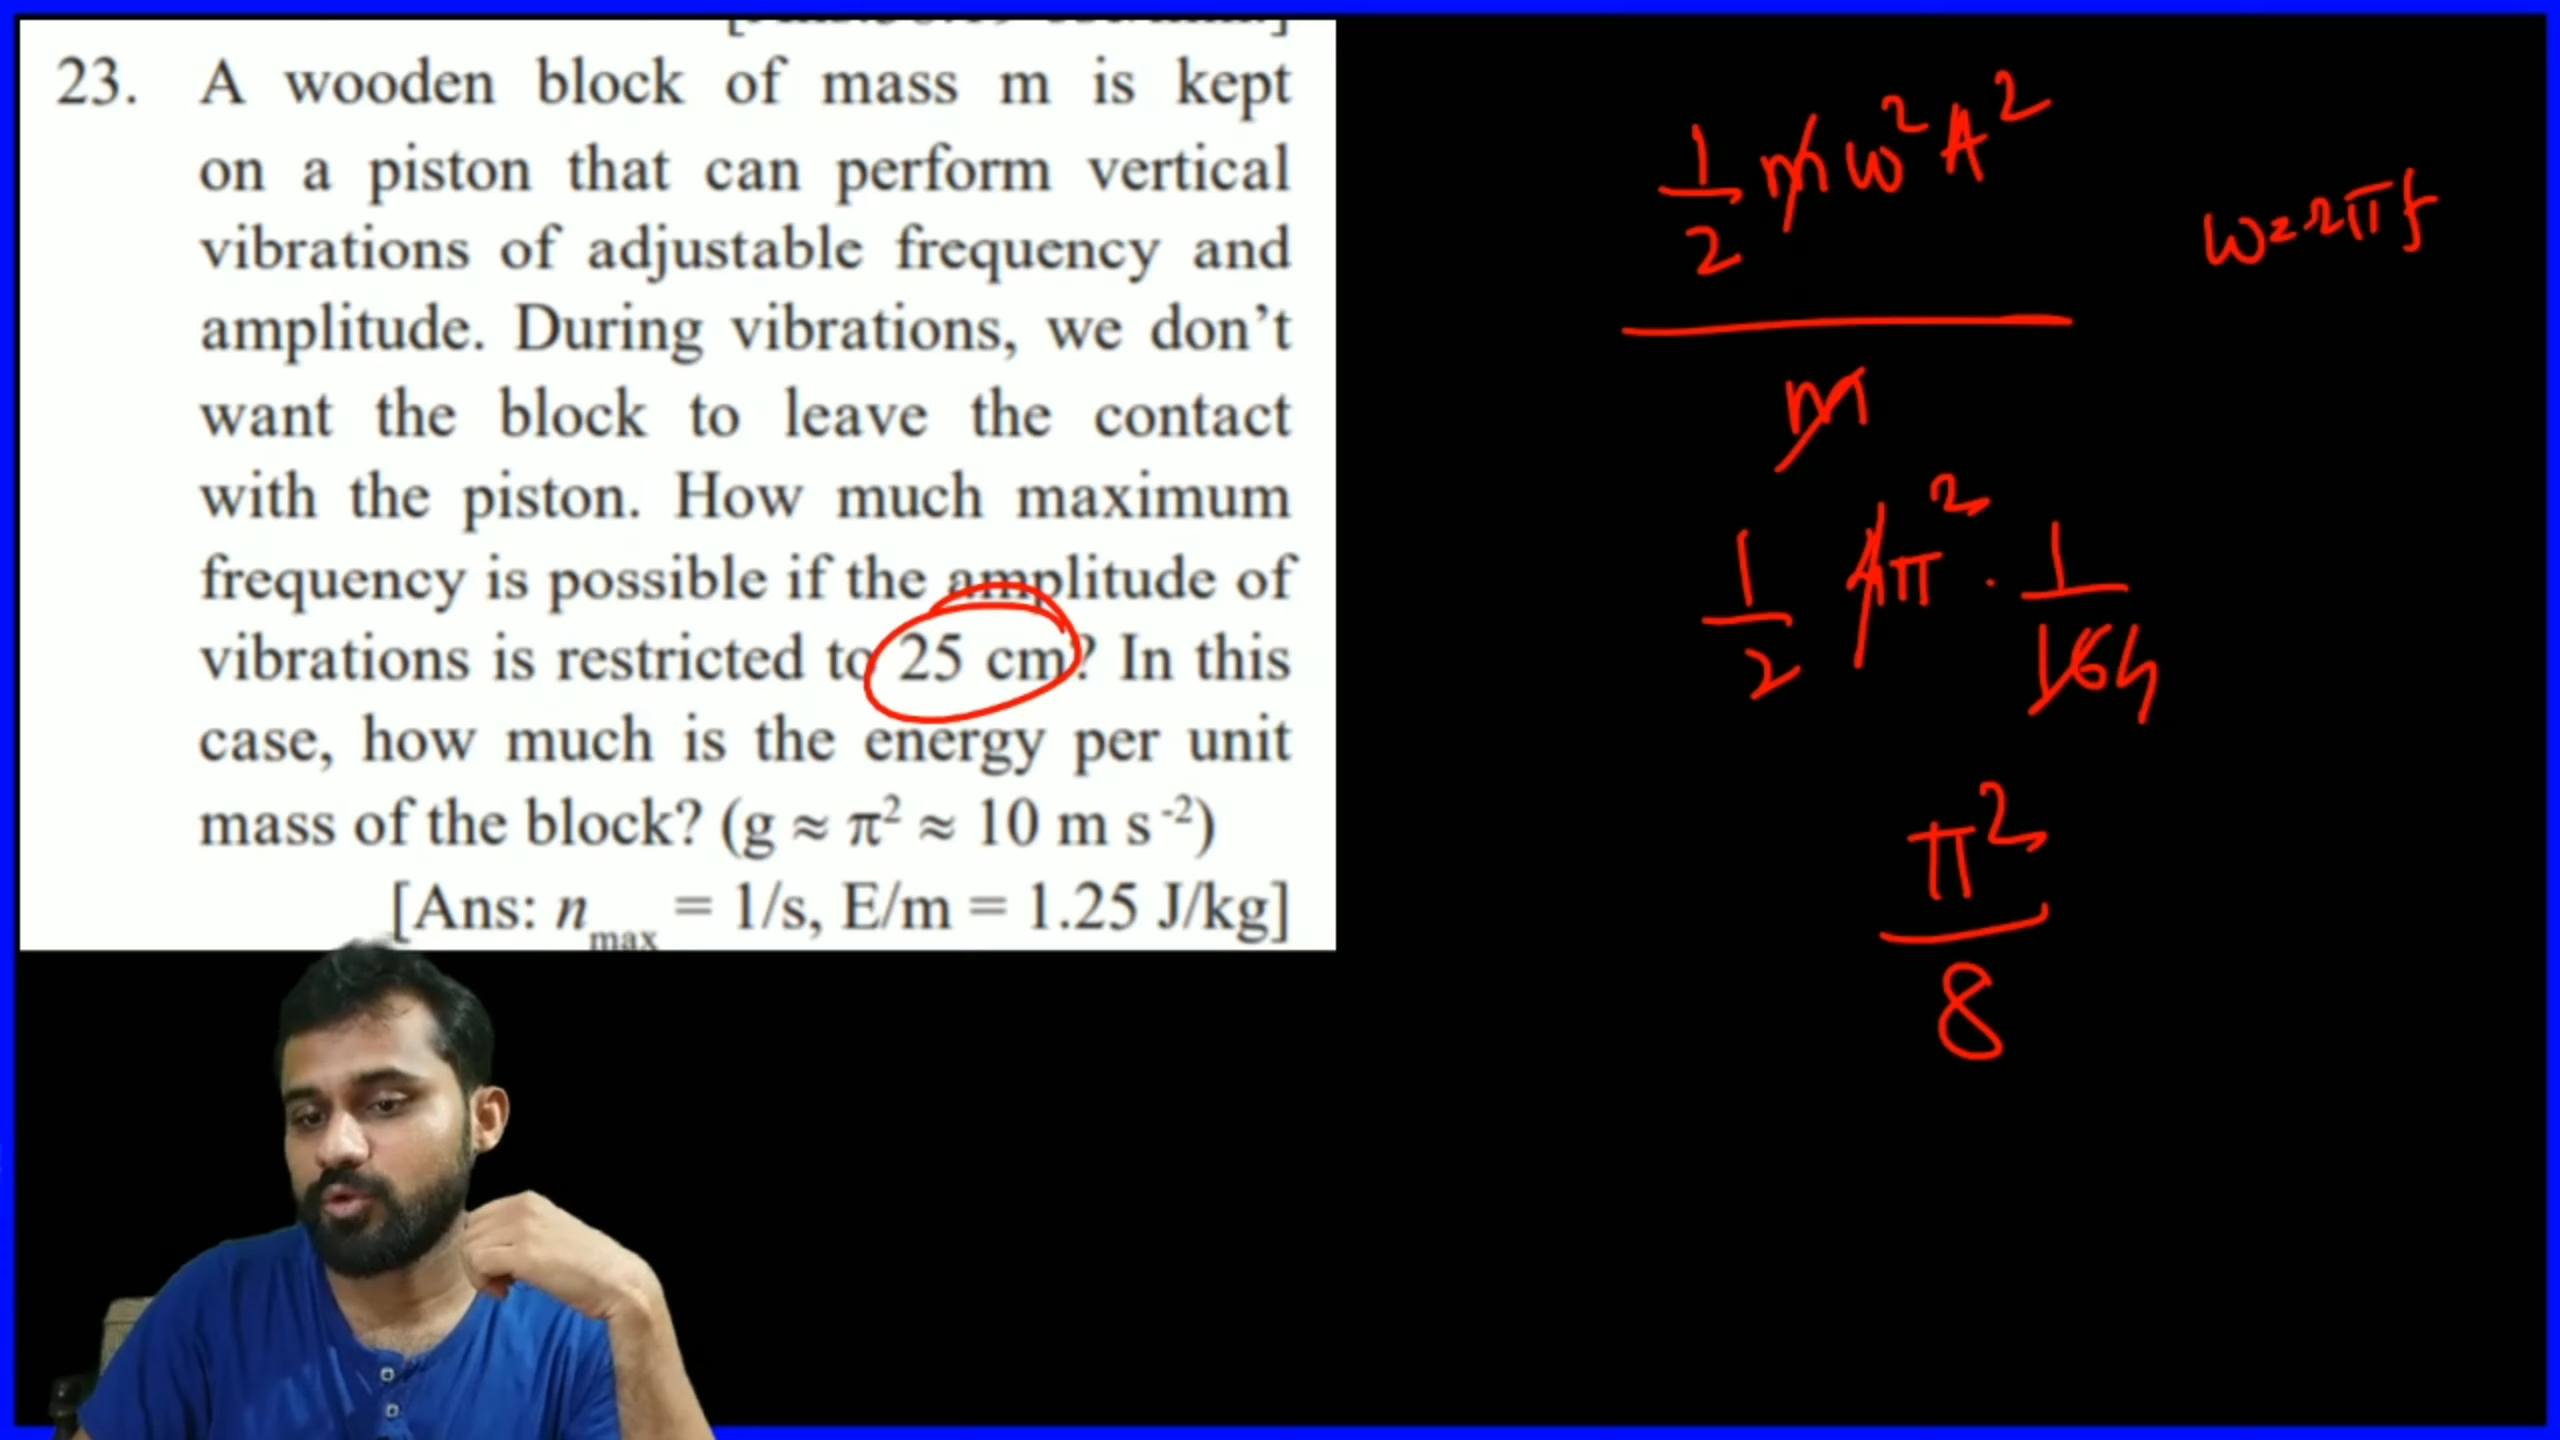 23. A wooden block of mass m is kept
on a piston that can perform vertical
vibrations of adjustable frequency and
amplitude. During vibrations, we don't
want the block to leave the contact
with the piston. How much maximum
frequency is possible if the amplitude of
vibrations is restricted to 25 cm? In this
case, how much is the energy per unit
mass of the block? (g ≈ π² ≈ 10 m s⁻²)
[Ans: n_max = 1/s, E/m = 1.25 J/kg]
1/2 mω²A²
m
ω=2πf
1/2 4π² · 1/16 4
π²/8